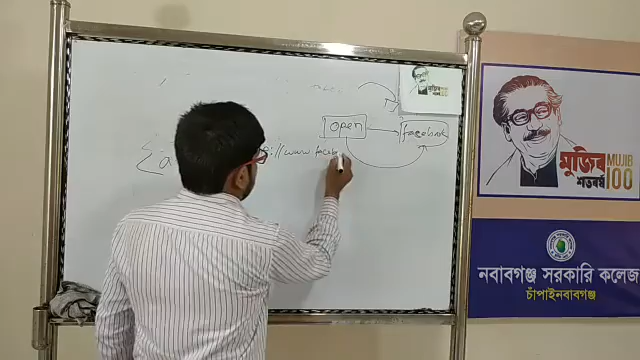 open
facebook
://www faceb
মুজিব
শতবর্ষ
MUJIB
100
নবাবগঞ্জ সরকারি কলেজ
চাঁপাইনবাবগঞ্জ